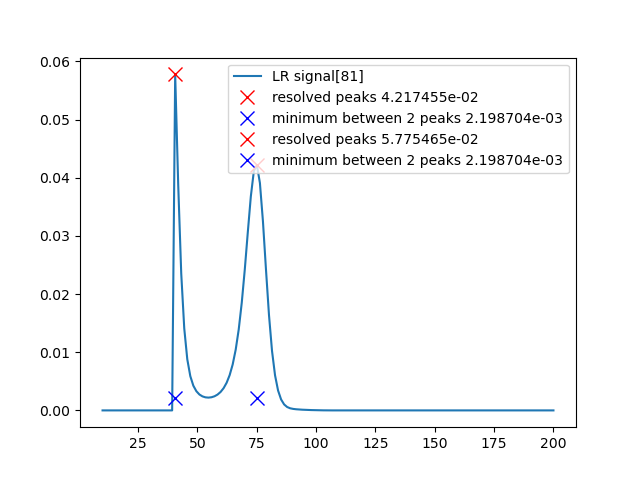 0.06
0.05
0.04
0.03
0.02
0.01
0.00
LR signal[81]
resolved peaks 4.217455e-02
minimum between 2 peaks 2.198704e-03
resolved peaks 5.775465e-02
minimum between 2 peaks 2.198704e-03
25 50 75 100 125 150 175 200